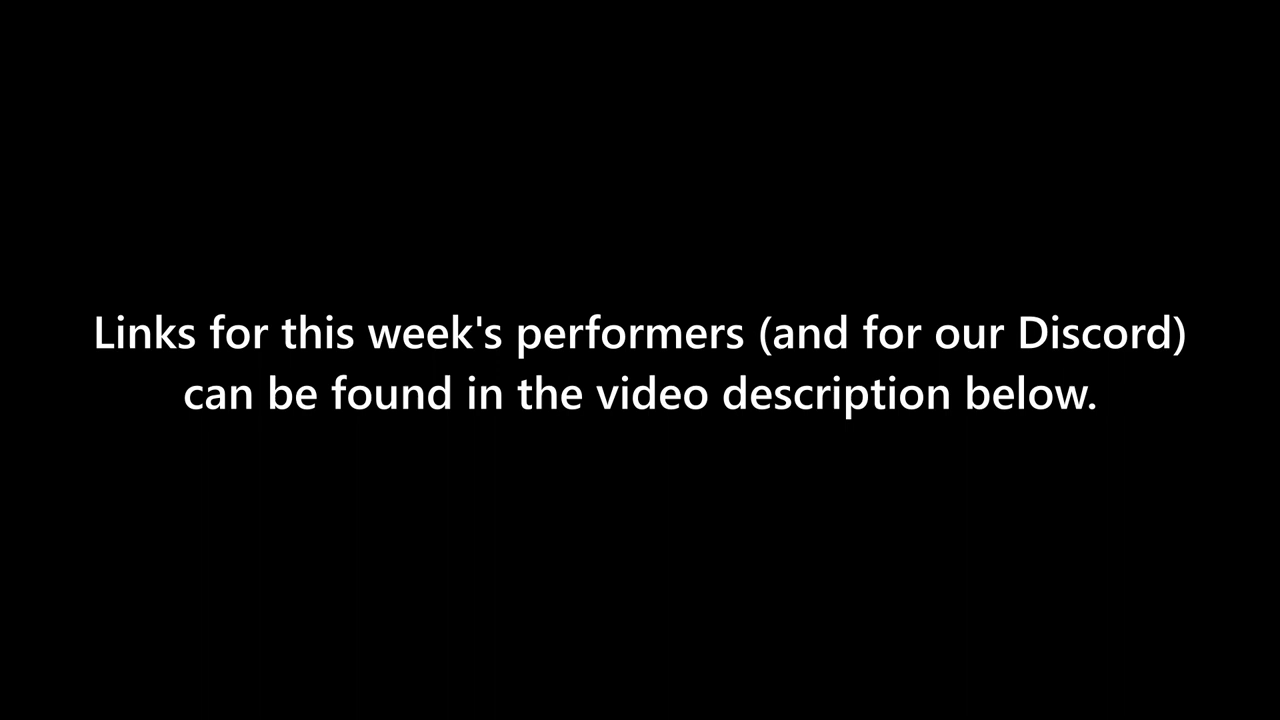 Links for this week's performers (and for our Discord)
can be found in the video description below.